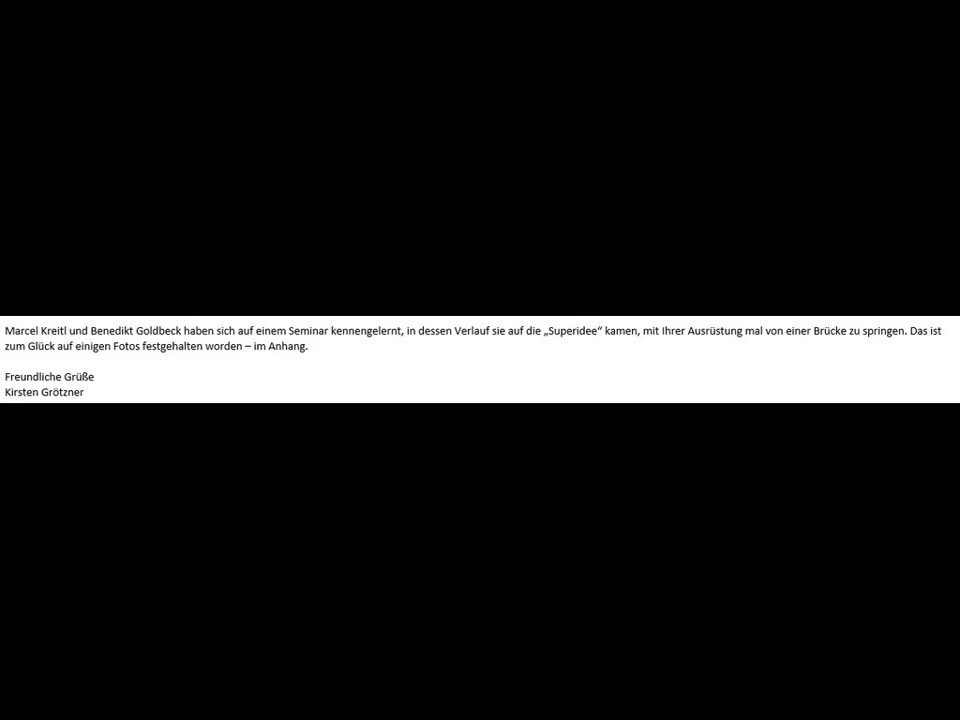 Marcel Kreitl und Benedikt Goldbeck haben sich auf einem Seminar kennengelernt, in dessen Verlauf sie auf die „Superidee“ kamen, mit Ihrer Ausrüstung mal von einer Brücke zu springen. Das ist
zum Glück auf einigen Fotos festgehalten worden – im Anhang.
Freundliche Grüße
Kirsten Grötzner